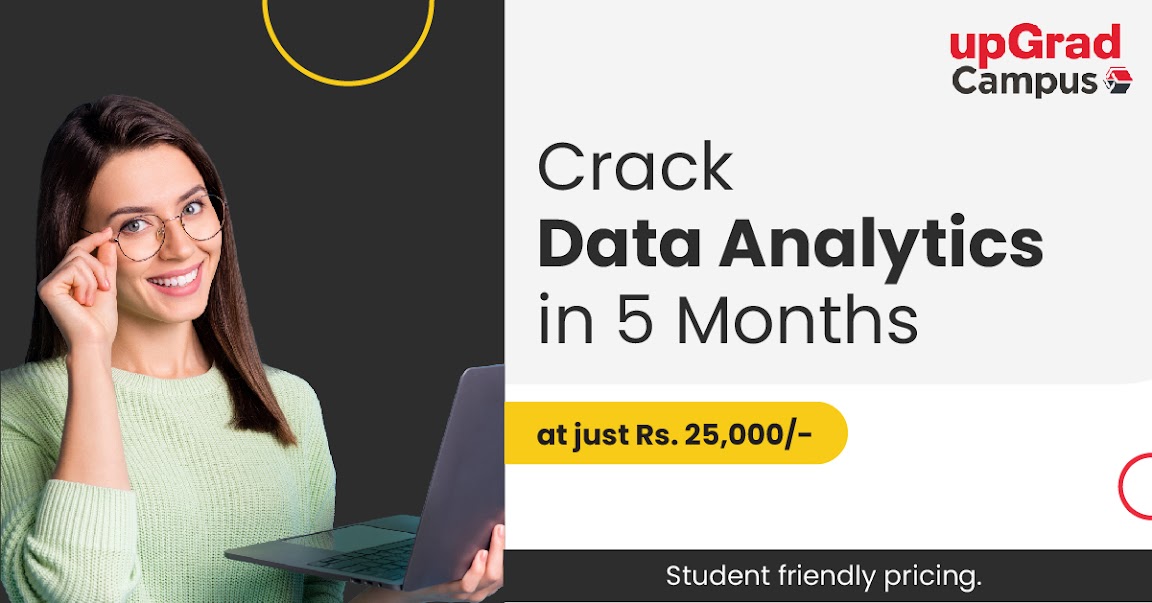 upGrad
Campus
Crack
Data Analytics
in 5 Months
at just Rs. 25,000/-
Student friendly pricing.